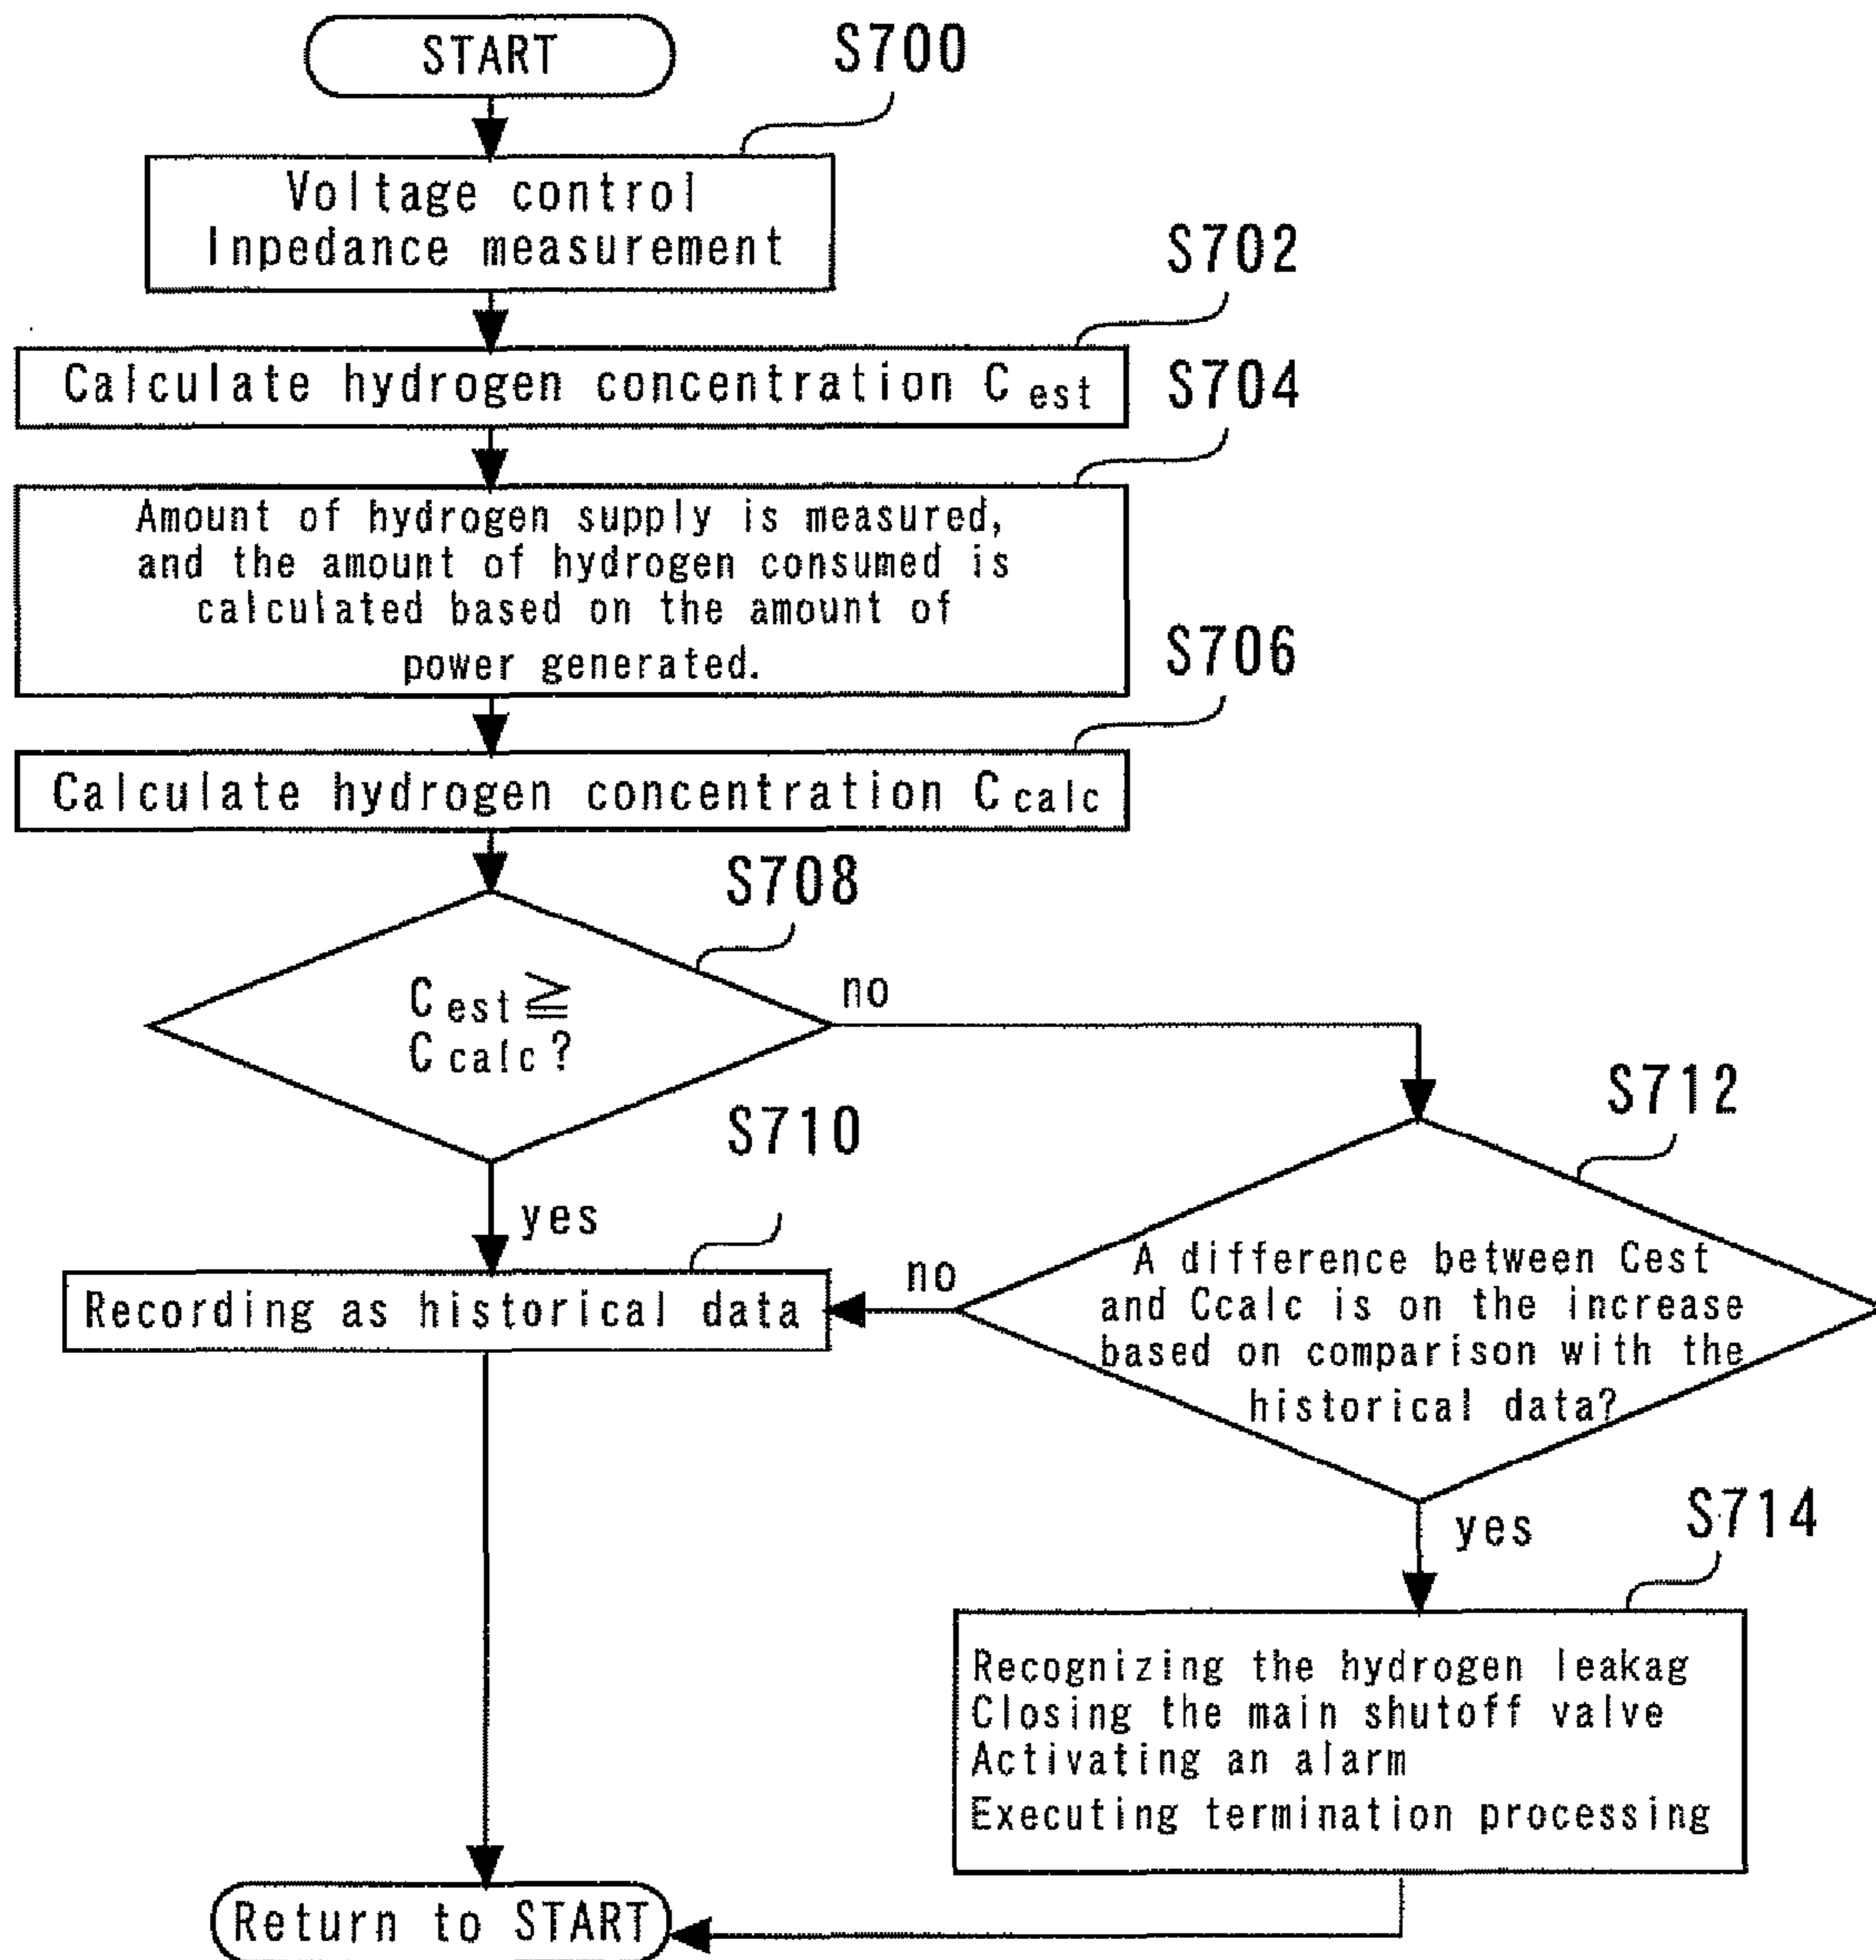 START
S700
Voltage control
Inpedance measurement
S702
Calculate hydrogen concentration Cest
S704
Amount of hydrogen supply is measured,
and the amount of hydrogen consumed is
calculated based on the amount of
power generated.
S706
Calculate hydrogen concentration Ccalc
S708
Cest ≧
Ccalc?
no
yes
S710
Recording as historical data
S712
A difference between Cest
and Ccalc is on the increase
based on comparison with the
historical data?
no
yes
S714
Recognizing the hydrogen leakag
Closing the main shutoff valve
Activating an alarm
Executing termination processing
Return to START